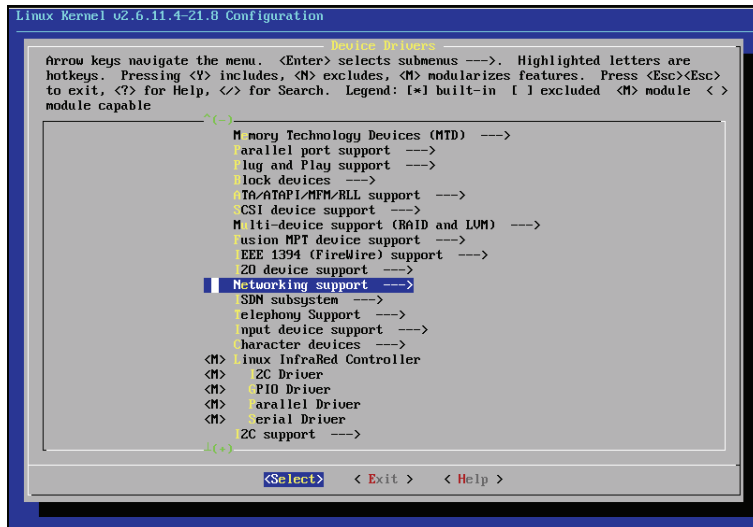 Linux Kernel v2.6.11.4-21.8 Configuration
Device Drivers
Arrow keys navigate the menu.  <Enter> selects submenus --->.  Highlighted letters are
hotkeys.  Pressing <Y> includes, <N> excludes, <M> modularizes features.  Press <Esc><Esc>
to exit, <?> for Help, </> for Search.  Legend: [*] built-in  [ ] excluded  <M> module  < >
module capable
^(-)
Memory Technology Devices (MTD)  --->
Parallel port support  --->
Plug and Play support  --->
Block devices  --->
ATA/ATAPI/MFM/RLL support  --->
SCSI device support  --->
Multi-device support (RAID and LVM)  --->
Fusion MPT device support  --->
IEEE 1394 (FireWire) support  --->
I2O device support  --->
Networking support  --->
ISDN subsystem  --->
Telephony Support  --->
Input device support  --->
Character devices  --->
<M> Linux InfraRed Controller
<M>   I2C Driver
<M>   GPIO Driver
<M>   Parallel Driver
<M>   Serial Driver
I2C support  --->
┴(+)
<Select>    < Exit >    < Help >